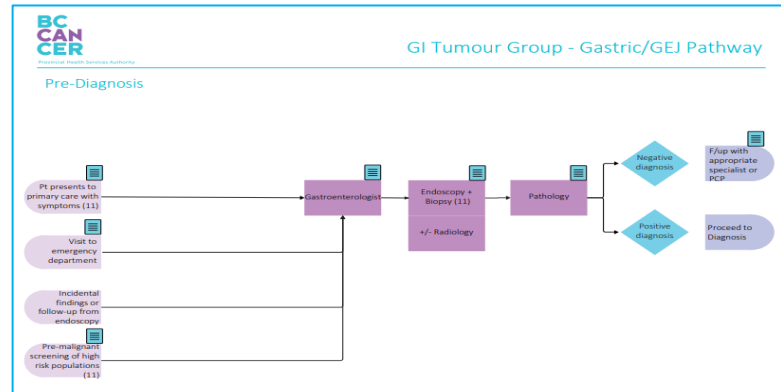 BC
CAN
CER
Provincial Health Services Authority
GI Tumour Group - Gastric/GEJ Pathway
Pre-Diagnosis
Pt presents to
primary care with
symptoms (11)
Visit to
emergency
department
Incidental
findings or
follow-up from
endoscopy
Pre-malignant
screening of high
risk populations
(11)
Gastroenterologist
Endoscopy +
Biopsy (11)
+/- Radiology
Pathology
Negative
diagnosis
F/up with
appropriate
specialist or
PCP
Positive
diagnosis
Proceed to
Diagnosis